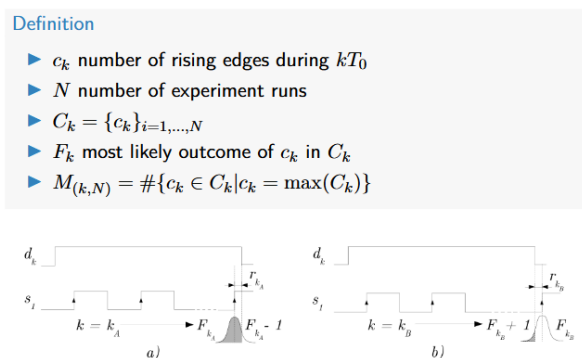 Definition
▶ c_k number of rising edges during kT_0
▶ N number of experiment runs
▶ C_k = {c_k}_{i=1,...,N}
▶ F_k most likely outcome of c_k in C_k
▶ M_{(k,N)} = #{c_k ∈ C_k|c_k = max(C_k)}
d_k d_k
r_{k_A} r_{k_B}
s_1 s_1
k = k_A F_{k_A} F_{k_A} - 1 k = k_B F_{k_B} + 1 F_{k_B}
a) b)